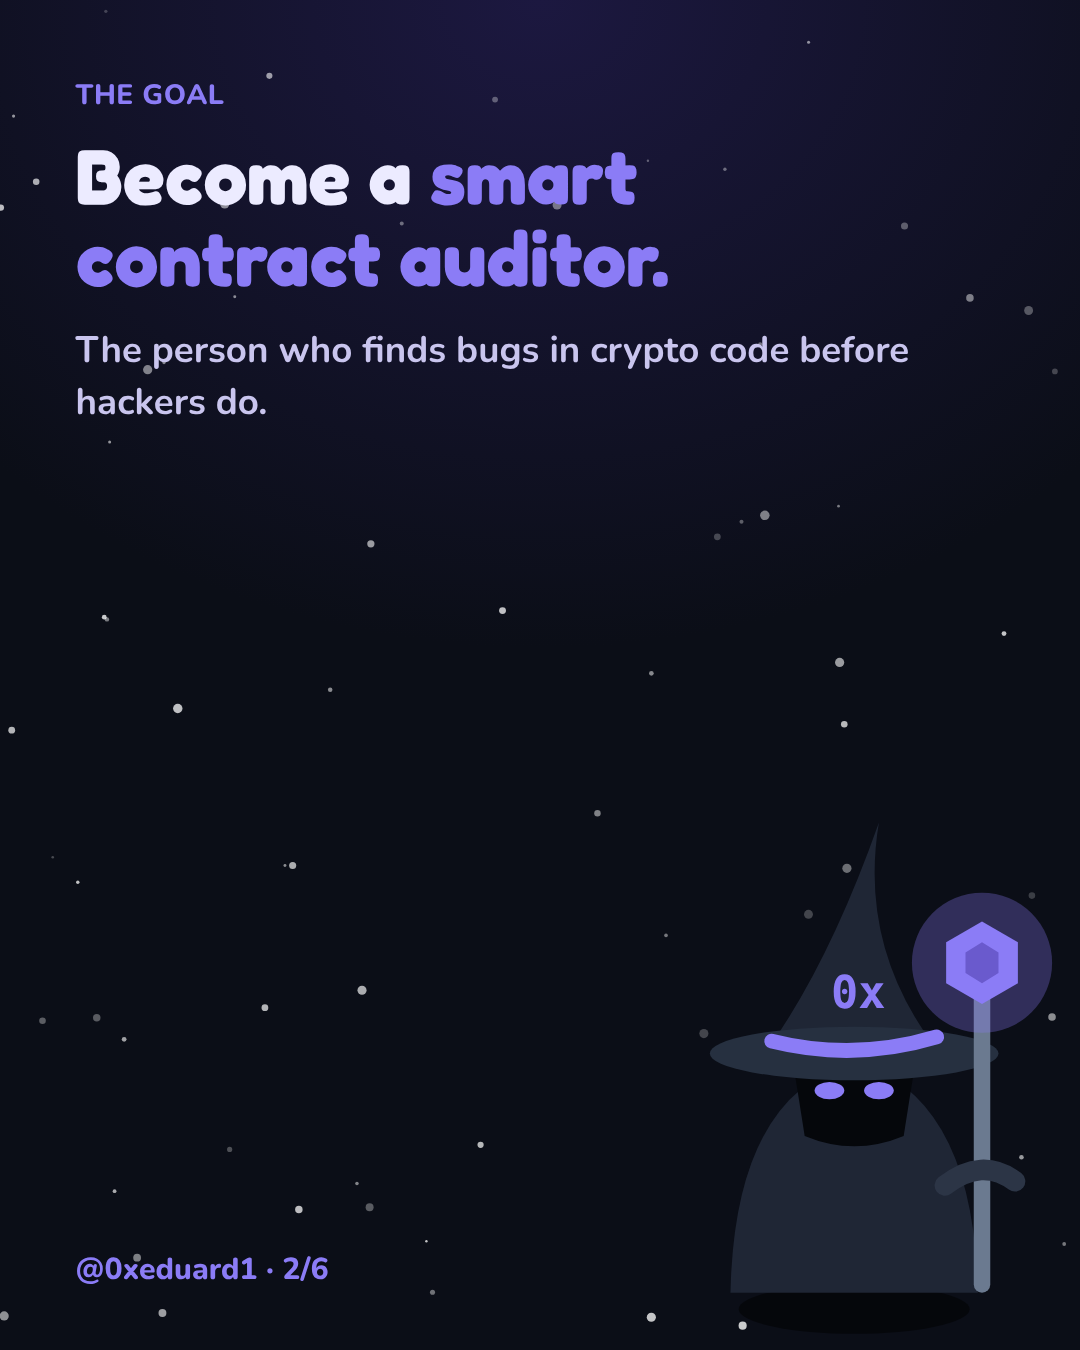 THE GOAL
Become a smart
contract auditor.
The person who finds bugs in crypto code before
hackers do.
0x
@0xeduard1 · 2/6